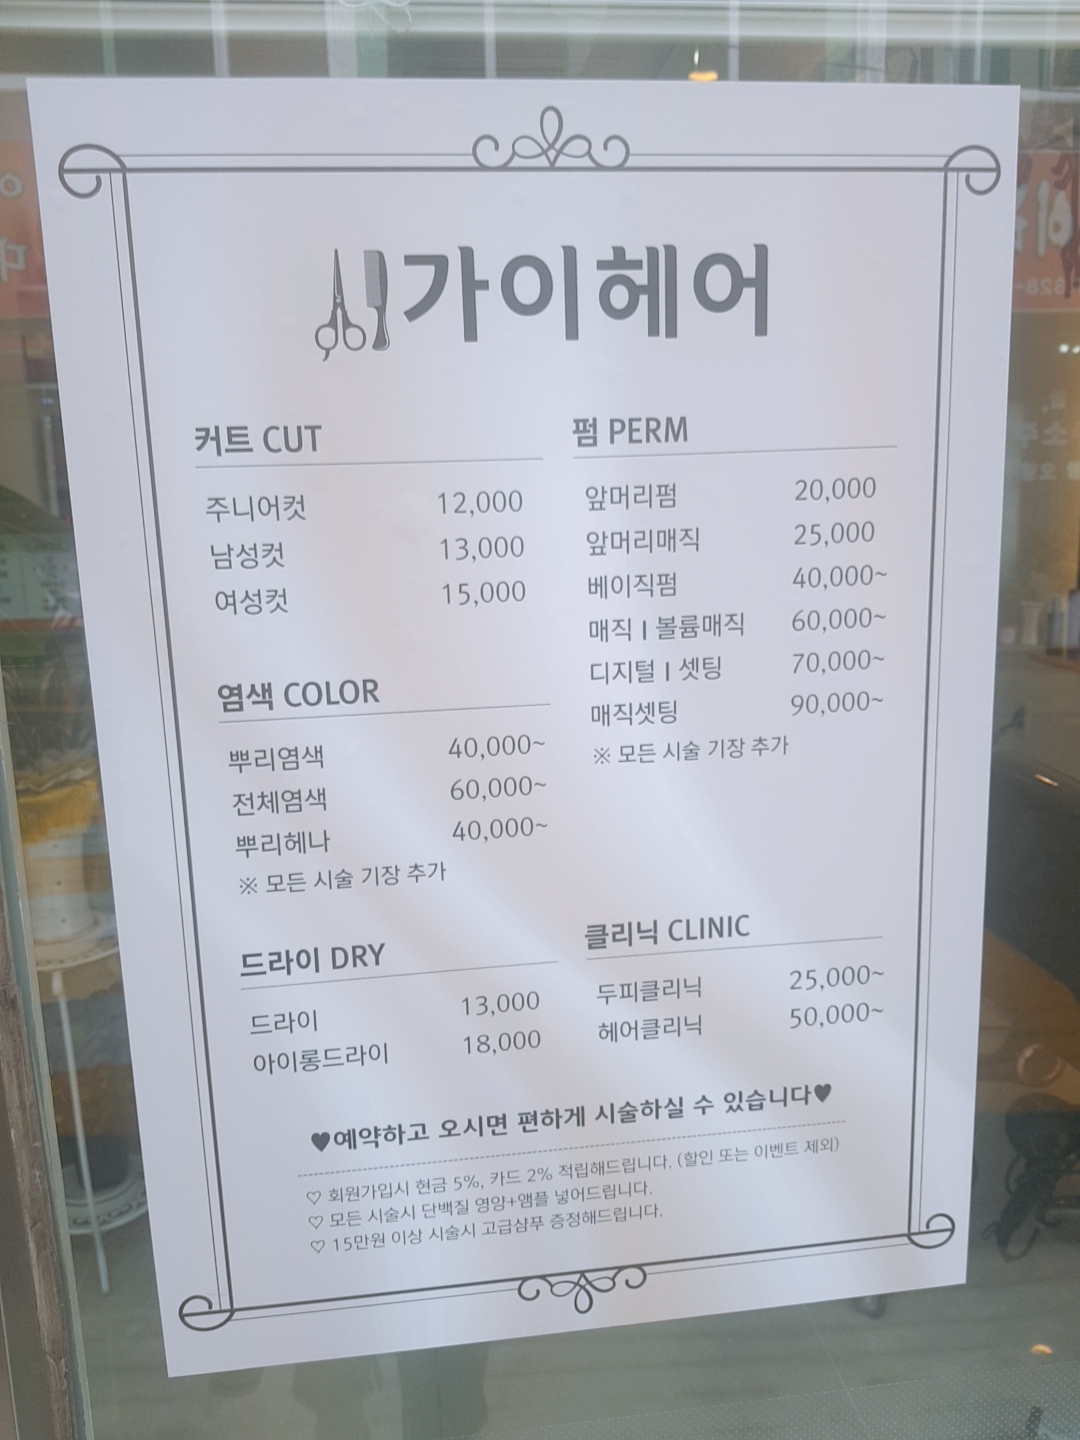 가이헤어
커트 CUT
주니어컷 12,000
남성컷 13,000
여성컷 15,000
염색 COLOR
뿌리염색 40,000~
전체염색 60,000~
뿌리헤나 40,000~
※ 모든 시술 기장 추가
드라이 DRY
드라이 13,000
아이롱드라이 18,000
펌 PERM
앞머리펌 20,000
앞머리매직 25,000
베이직펌 40,000~
매직 | 볼륨매직 60,000~
디지털 | 셋팅 70,000~
매직셋팅 90,000~
※ 모든 시술 기장 추가
클리닉 CLINIC
두피클리닉 25,000~
헤어클리닉 50,000~
♥예약하고 오시면 편하게 시술하실 수 있습니다♥
♡ 회원가입시 현금 5%, 카드 2% 적립해드립니다. (할인 또는 이벤트 제외)
♡ 모든 시술시 단백질 영양+앰플 넣어드립니다.
♡ 15만원 이상 시술시 고급샴푸 증정해드립니다.